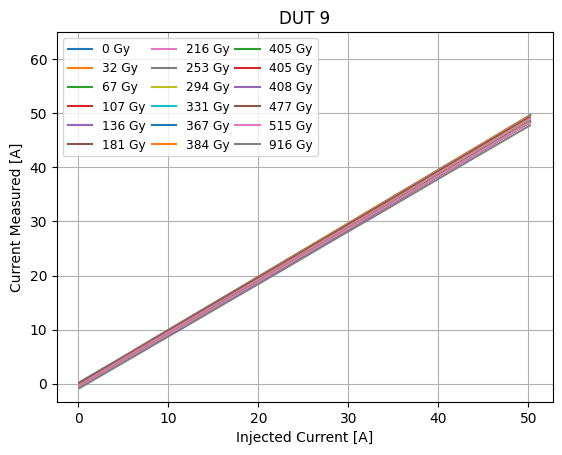 DUT 9
60
50
40
30
20
10
0
Current Measured [A]
0 Gy
32 Gy
67 Gy
107 Gy
136 Gy
181 Gy
216 Gy
253 Gy
294 Gy
331 Gy
367 Gy
384 Gy
405 Gy
405 Gy
408 Gy
477 Gy
515 Gy
916 Gy
0 10 20 30 40 50
Injected Current [A]